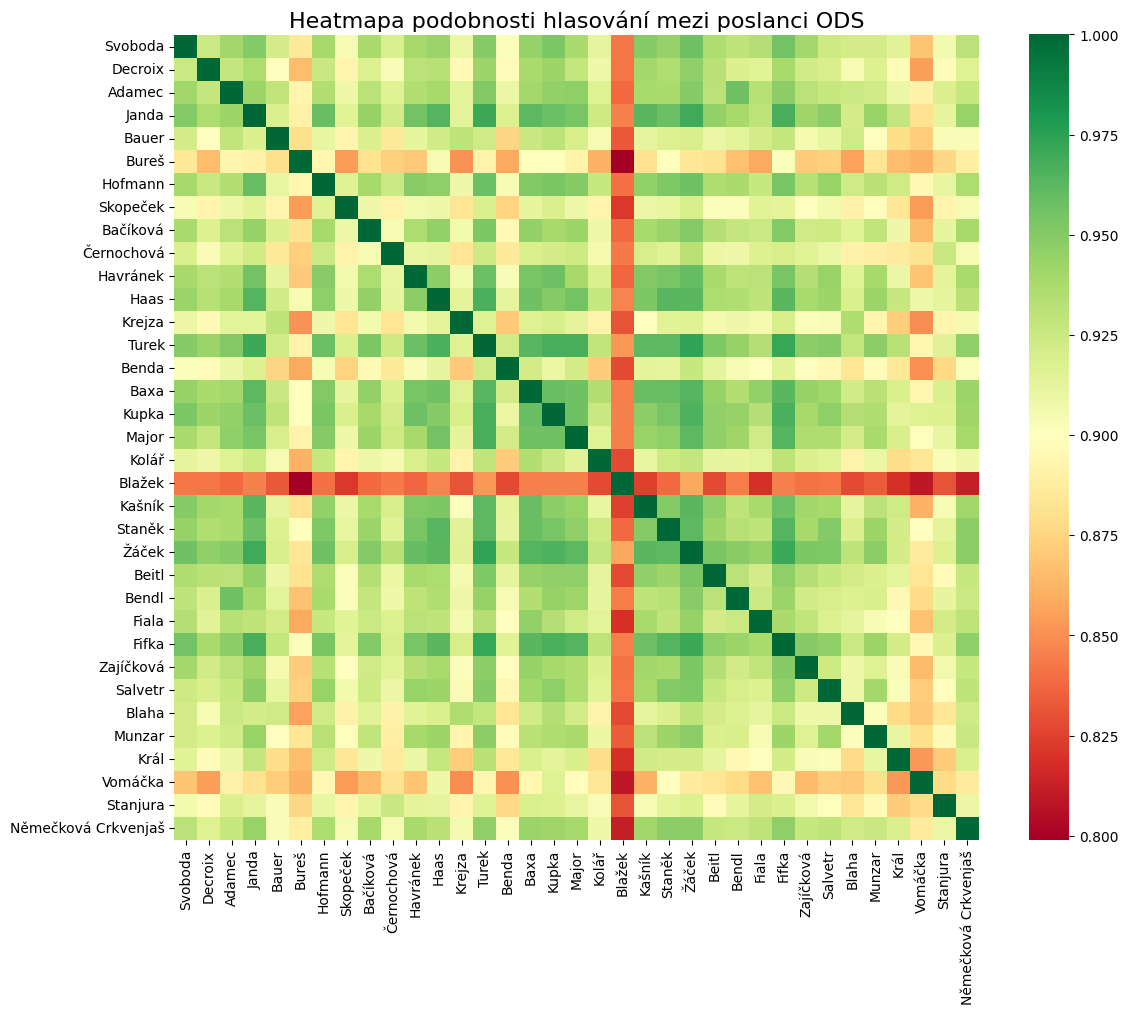 Heatmapa podobnosti hlasování mezi poslanci ODS
Svoboda
Decroix
Adamec
Janda
Bauer
Bureš
Hofmann
Skopeček
Bačíková
Černochová
Havránek
Haas
Krejza
Turek
Benda
Baxa
Kupka
Major
Kolář
Blažek
Kašník
Staněk
Žáček
Beitl
Bendl
Fiala
Fifka
Zajíčková
Salvetr
Blaha
Munzar
Král
Vomáčka
Stanjura
Němečková Crkvenjaš
Svoboda
Decroix
Adamec
Janda
Bauer
Bureš
Hofmann
Skopeček
Bačíková
Černochová
Havránek
Haas
Krejza
Turek
Benda
Baxa
Kupka
Major
Kolář
Blažek
Kašník
Staněk
Žáček
Beitl
Bendl
Fiala
Fifka
Zajíčková
Salvetr
Blaha
Munzar
Král
Vomáčka
Stanjura
Němečková Crkvenjaš
1.000
0.975
0.950
0.925
0.900
0.875
0.850
0.825
0.800